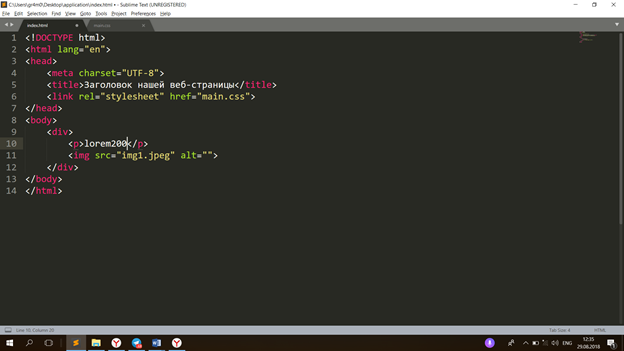 C:\Users\gr4m0\Desktop\application\index.html • - Sublime Text (UNREGISTERED)
File Edit Selection Find View Goto Tools Project Preferences Help
index.html main.css
1 <!DOCTYPE html>
2 <html lang="en">
3 <head>
4 <meta charset="UTF-8">
5 <title>Заголовок нашей веб-страницы</title>
6 <link rel="stylesheet" href="main.css">
7 </head>
8 <body>
9 <div>
10 <p>lorem200</p>
11 <img src="img1.jpeg" alt="">
12 </div>
13 </body>
14 </html>
Line 10, Column 20 Tab Size: 4 HTML
ENG 12:35
29.08.2018